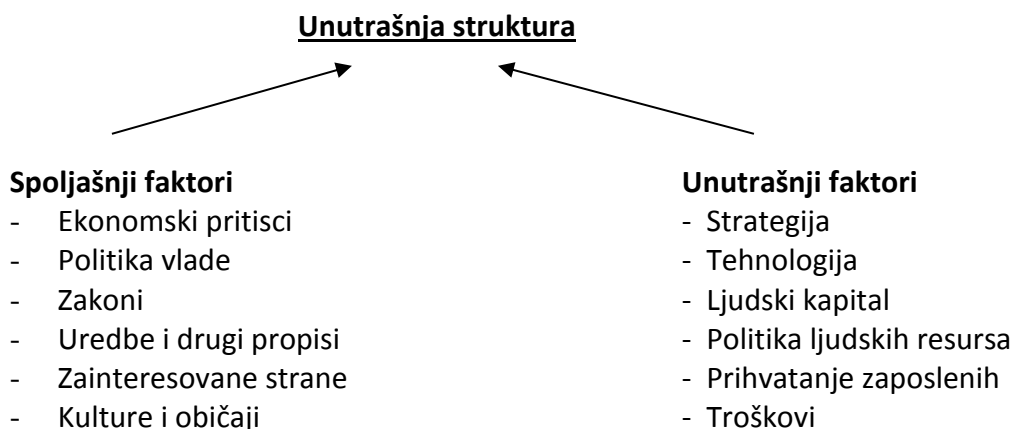 Unutrašnja struktura
Spoljašnji faktori
- Ekonomski pritisci
- Politika vlade
- Zakoni
- Uredbe i drugi propisi
- Zainteresovane strane
- Kulture i običaji
Unutrašnji faktori
- Strategija
- Tehnologija
- Ljudski kapital
- Politika ljudskih resursa
- Prihvatanje zaposlenih
- Troškovi